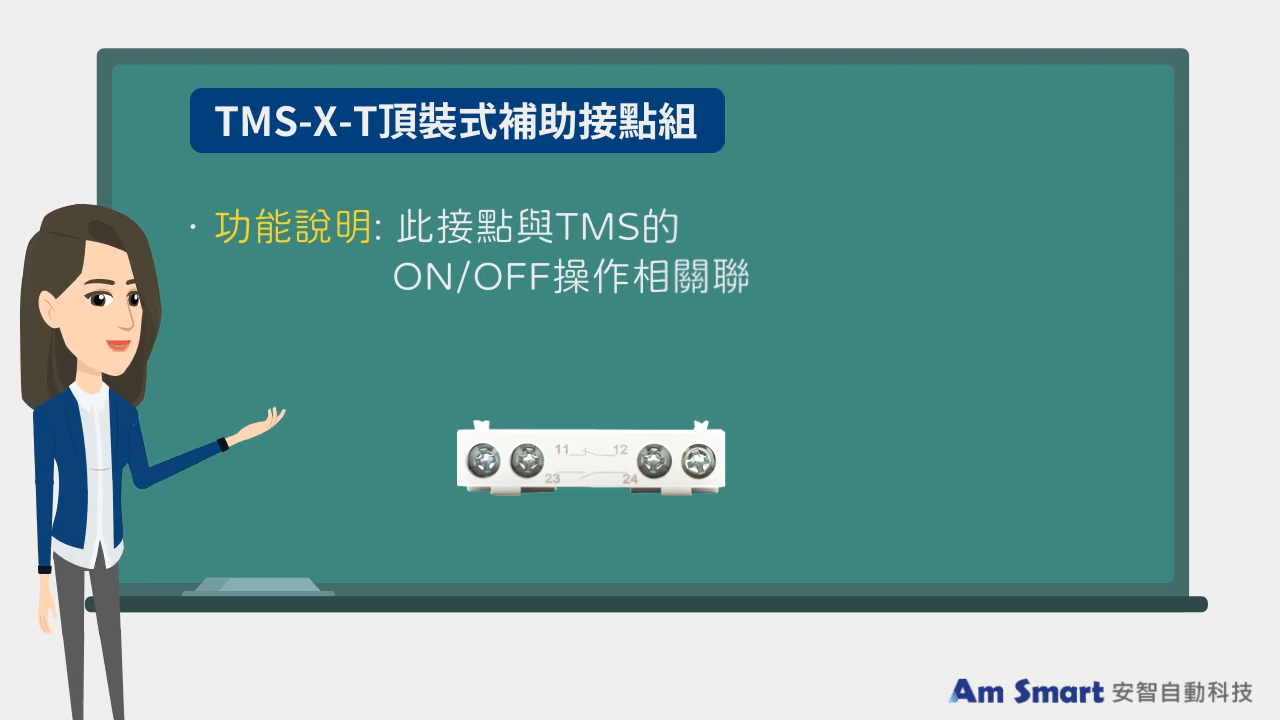 TMS-X-T頂裝式補助接點組
· 功能說明: 此接點與TMS的
ON/OFF操作相關聯
11 12
23 24
Am Smart 安智自動科技